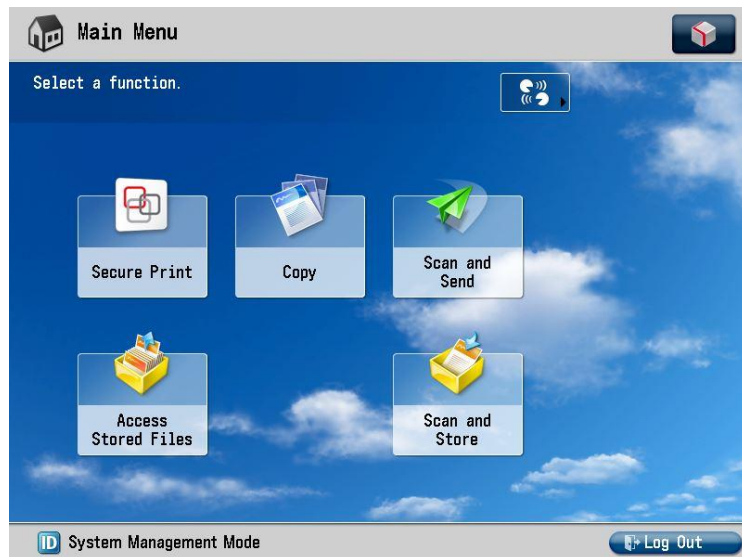 Main Menu
Select a function.
Secure Print
Copy
Scan and
Send
Access
Stored Files
Scan and
Store
ID System Management Mode
Log Out